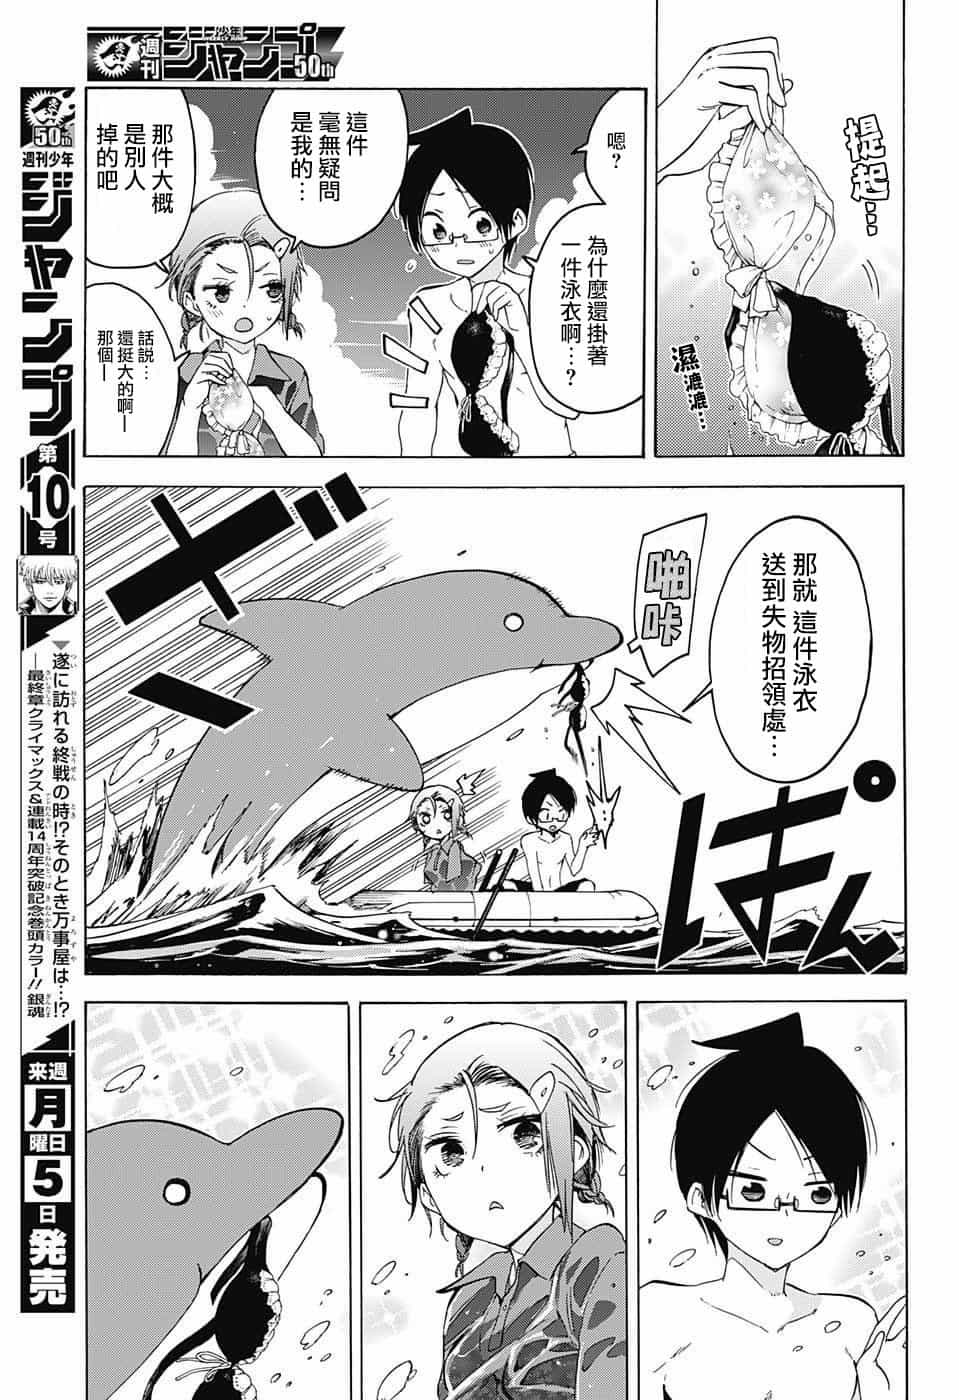 週刊
少年
ジャンプ
50th
50th
週刊少年
ジャンプ
第
10
号
遂に訪れる終戦の時!?そのとき万事屋は…!?
―最終章クライマックス&連載14周年突破記念巻頭カラー!! 銀魂
来週
月
曜日
5
日
発売
提起…
濕漉漉…
嗯?
為什麼還掛著
一件泳衣啊…?
這件
毫無疑問
是我的…
那件大概
是別人
掉的吧
話說…
還挺大的啊—
那個—
那就 這件泳衣
送到失物招領處…
啪咔
ザバ
ぱん